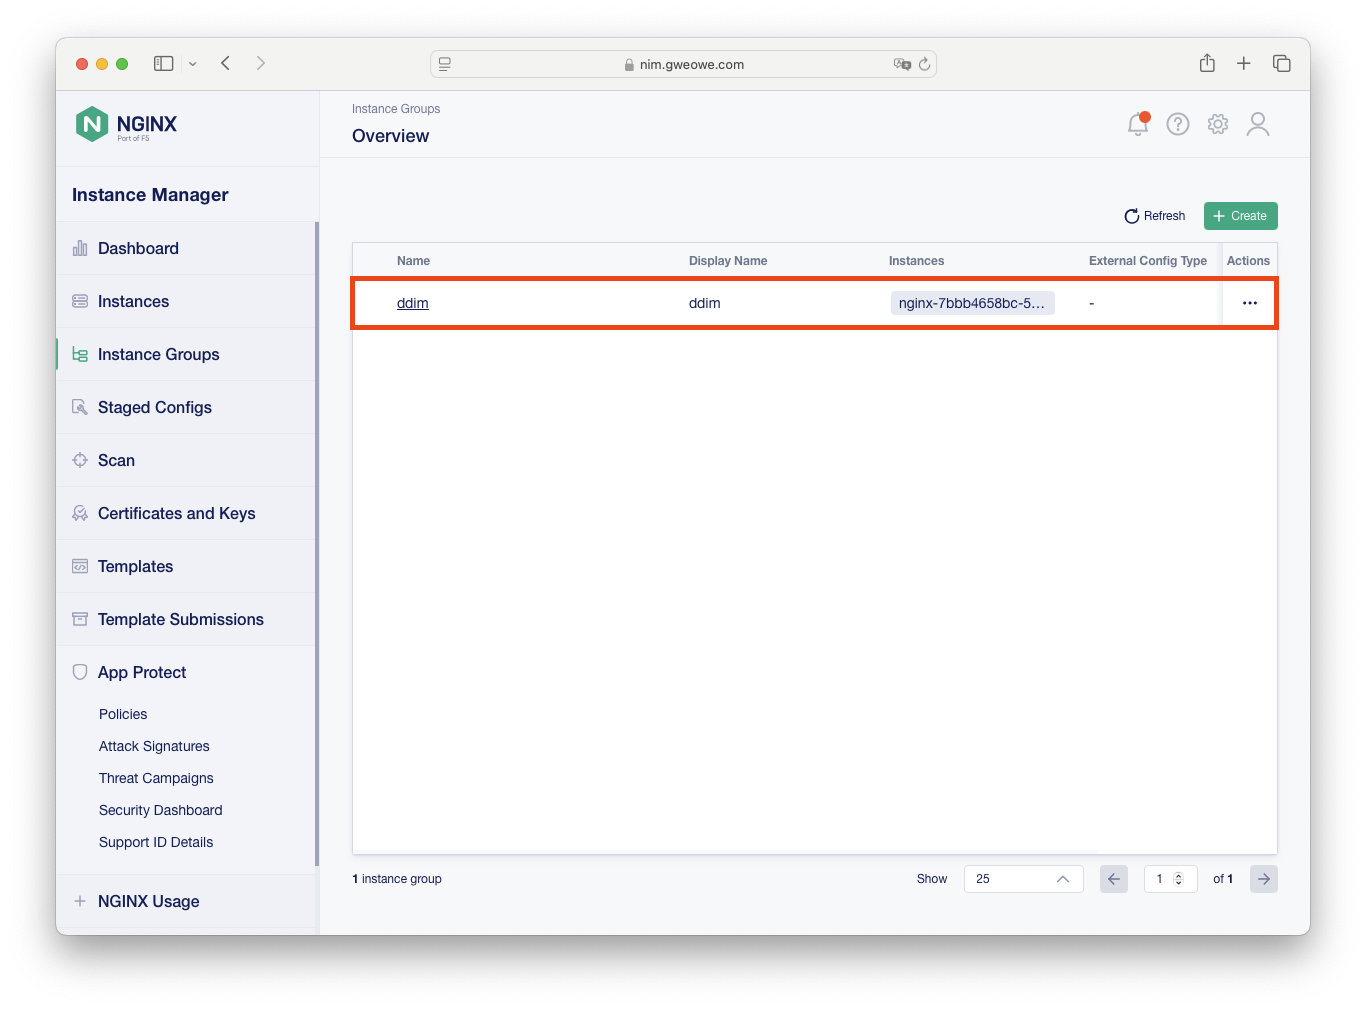 nim.gweowe.com
NGINX
Part of F5
Instance Groups
Overview
Instance Manager
Dashboard
Instances
Instance Groups
Staged Configs
Scan
Certificates and Keys
Templates
Template Submissions
App Protect
Policies
Attack Signatures
Threat Campaigns
Security Dashboard
Support ID Details
NGINX Usage
Refresh
Create
Name Display Name Instances External Config Type Actions
ddim ddim nginx-7bbb4658bc-5... - ...
1 instance group
Show 25 1 of 1